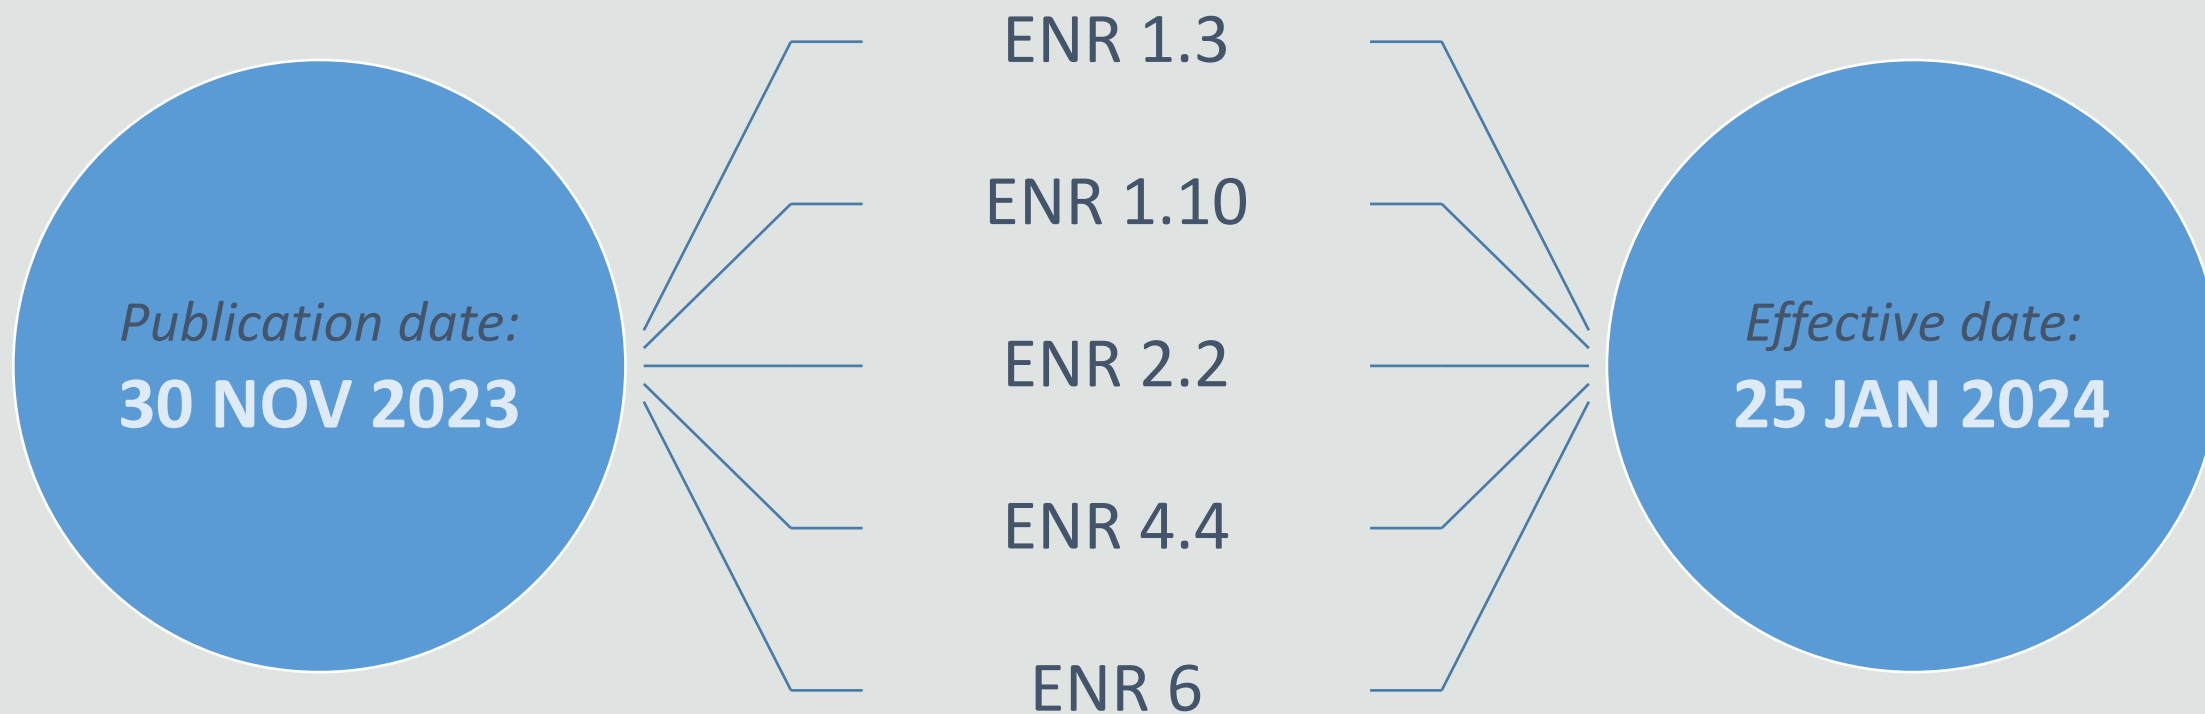 Publication date:
30 NOV 2023
ENR 1.3
ENR 1.10
ENR 2.2
ENR 4.4
ENR 6
Effective date:
25 JAN 2024